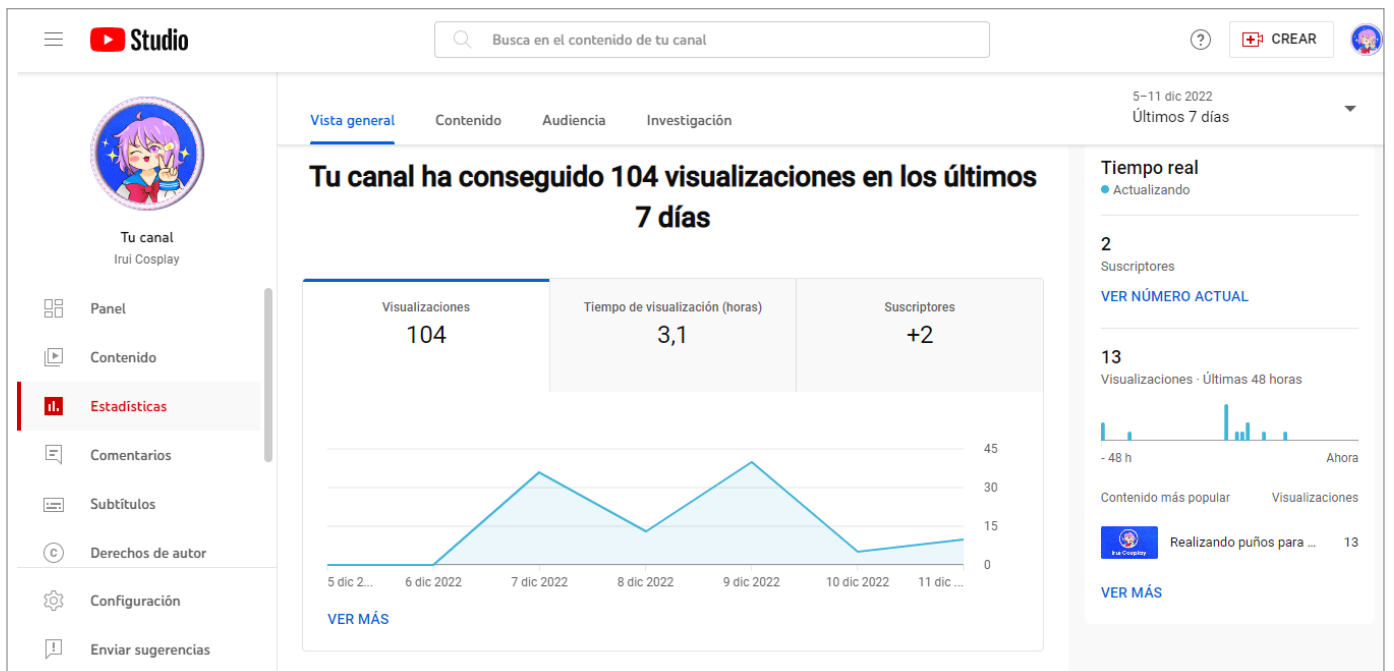 Studio
Busca en el contenido de tu canal
?
CREAR
Tu canal
Irui Cosplay
Panel
Contenido
Estadísticas
Comentarios
Subtítulos
Derechos de autor
Configuración
Enviar sugerencias
Vista general Contenido Audiencia Investigación
5–11 dic 2022
Últimos 7 días
Tu canal ha conseguido 104 visualizaciones en los últimos
7 días
Visualizaciones
104
Tiempo de visualización (horas)
3,1
Suscriptores
+2
45
30
15
0
5 dic 2... 6 dic 2022 7 dic 2022 8 dic 2022 9 dic 2022 10 dic 2022 11 dic ...
VER MÁS
Tiempo real
Actualizando
2
Suscriptores
VER NÚMERO ACTUAL
13
Visualizaciones · Últimas 48 horas
- 48 h Ahora
Contenido más popular Visualizaciones
Irui Cosplay
Realizando puños para ... 13
VER MÁS